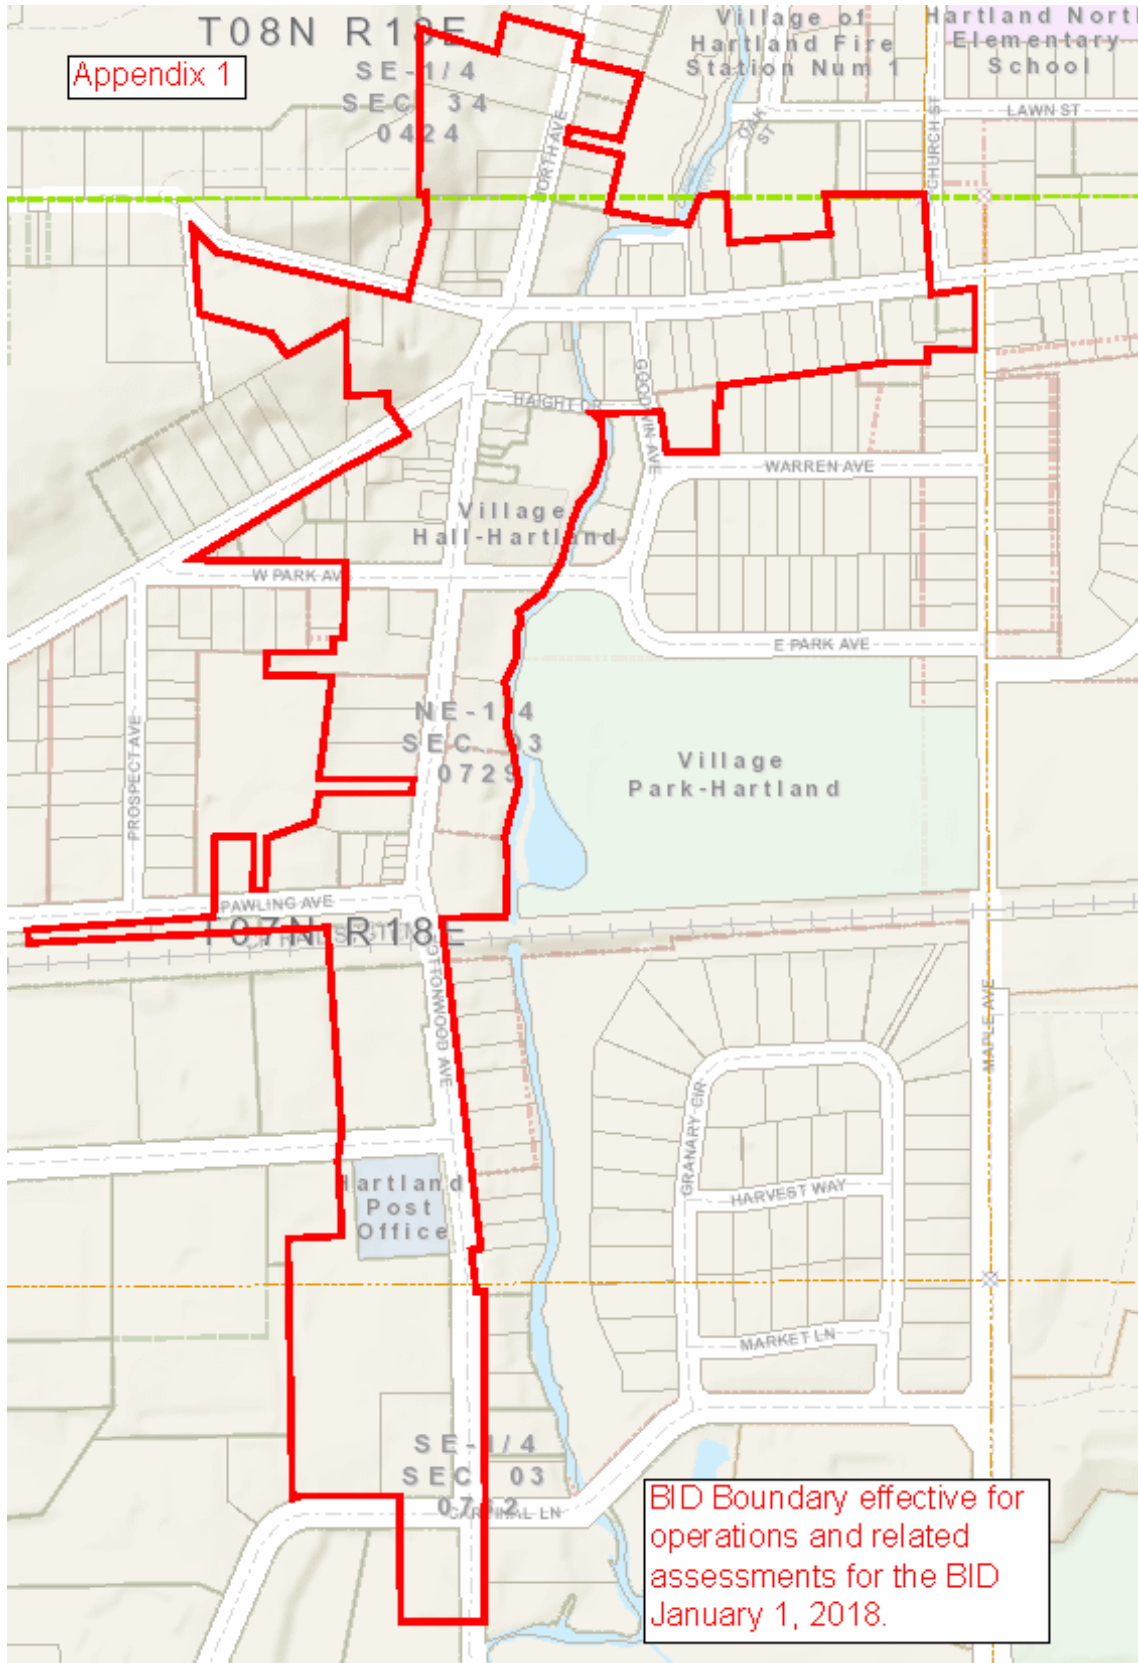 T08N R18E
Appendix 1
SE-1/4
SEC 34
0424
Village of
Hartland Fire
Station Num 1
Hartland North
Elementary
School
LAWN ST
OAK
ST
CHURCH ST
NORTH AVE
HAIGHT DR
GOODWIN AVE
WARREN AVE
Village
Hall-Hartland
W PARK AVE
E PARK AVE
PROSPECT AVE
NE-1/4
SEC 03
0729
Village
Park-Hartland
PAWLING AVE
T07N R18E
COTTONWOOD AVE
MAPLE AVE
GRANARY CIR
HARVEST WAY
Hartland
Post
Office
MARKET LN
SE-1/4
SEC 03
0732
CARDINAL LN
BID Boundary effective for
operations and related
assessments for the BID
January 1, 2018.